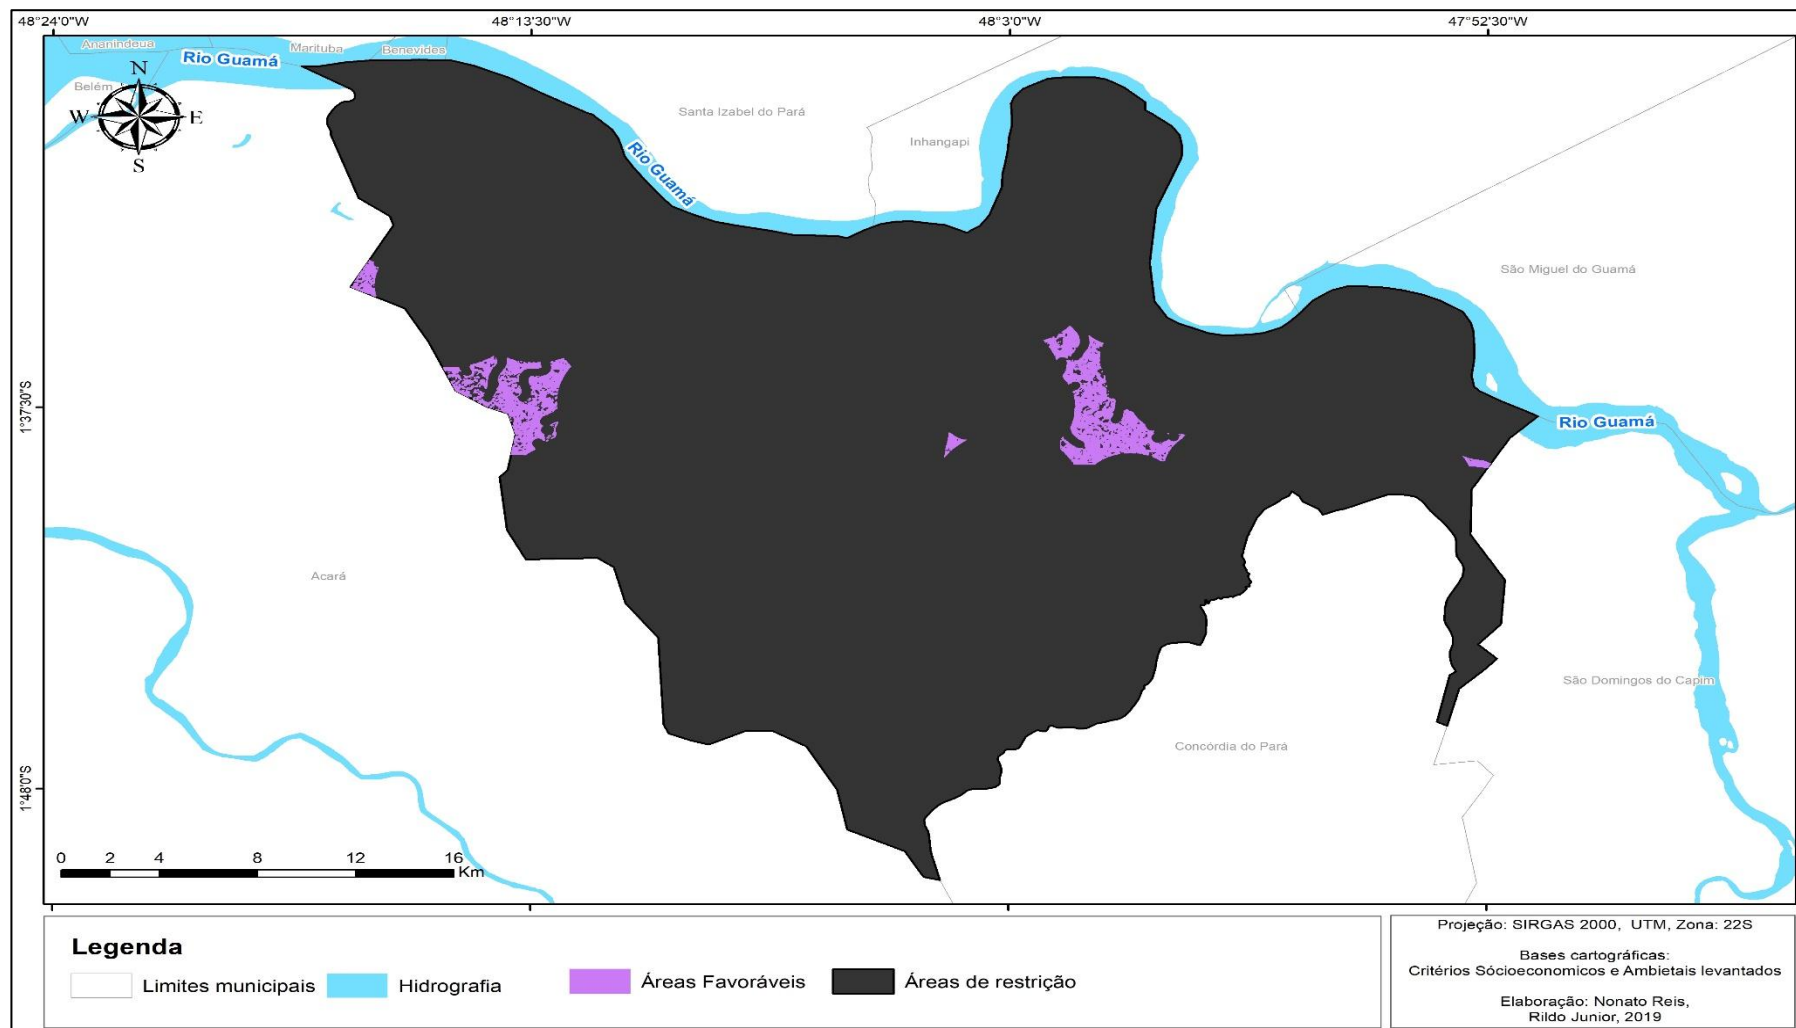 48°24'0"W
48°13'30"W
48°3'0"W
47°52'30"W
Ananindeua
Marituba
Benevides
Rio Guamá
N
Belém
W
E
S
Santa Izabel do Pará
Inhangapi
Rio Guamá
São Miguel do Guamá
1°37'30"S
Rio Guamá
Acará
São Domingos do Capim
Concórdia do Pará
1°48'0"S
0 2 4 8 12 16
Km
Legenda
Limites municipais
Hidrografia
Áreas Favoráveis
Áreas de restrição
Projeção: SIRGAS 2000, UTM, Zona: 22S
Bases cartográficas:
Critérios Sócioeconomicos e Ambietais levantados
Elaboração: Nonato Reis,
Rildo Junior, 2019